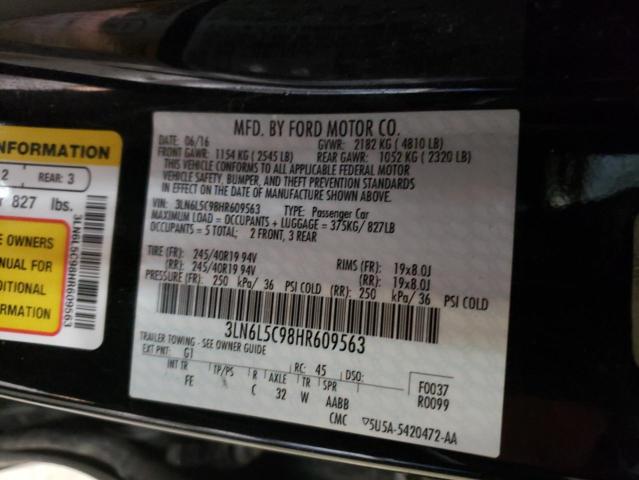 NFORMATION
2 REAR: 3
827 lbs.
E OWNERS
NUAL FOR
DITIONAL
RMATION
3LN6L5C98HR609563
MFD. BY FORD MOTOR CO.
06/16 GVWR: 2182 KG ( 4810 LB)
FRONT GAWR: 1154 KG ( 2545 LB) REAR GAWR: 1052 KG ( 2320 LB)
THIS VEHICLE CONFORMS TO ALL APPLICABLE FEDERAL MOTOR
VEHICLE SAFETY, BUMPER, AND THEFT PREVENTION STANDARDS
IN EFFECT ON THE DATE OF MANUFACTURE SHOWN ABOVE.
VIN: 3LN6L5C98HR609563 TYPE: Passenger Car
MAXIMUM LOAD = OCCUPANTS + LUGGAGE = 375KG/ 827LB
OCCUPANTS = 5 TOTAL; 2 FRONT, 3 REAR
TIRE (FR): 245/40R19 94V RIMS (FR): 19x8.0J
(RR): 245/40R19 94V (RR): 19x8.0J
PRESSURE (FR): 250 kPa/ 36 PSI COLD (RR): 250 kPa/ 36 PSI COLD
3LN6L5C98HR609563
TRAILER TOWING - SEE OWNER GUIDE
EXT PNT: G1 RC: 45 DSO: F0037
INT TR TP/PS R AXLE TR SPR R0099
FE C 32 W AABB
CMC ▽5U5A-5420472-AA